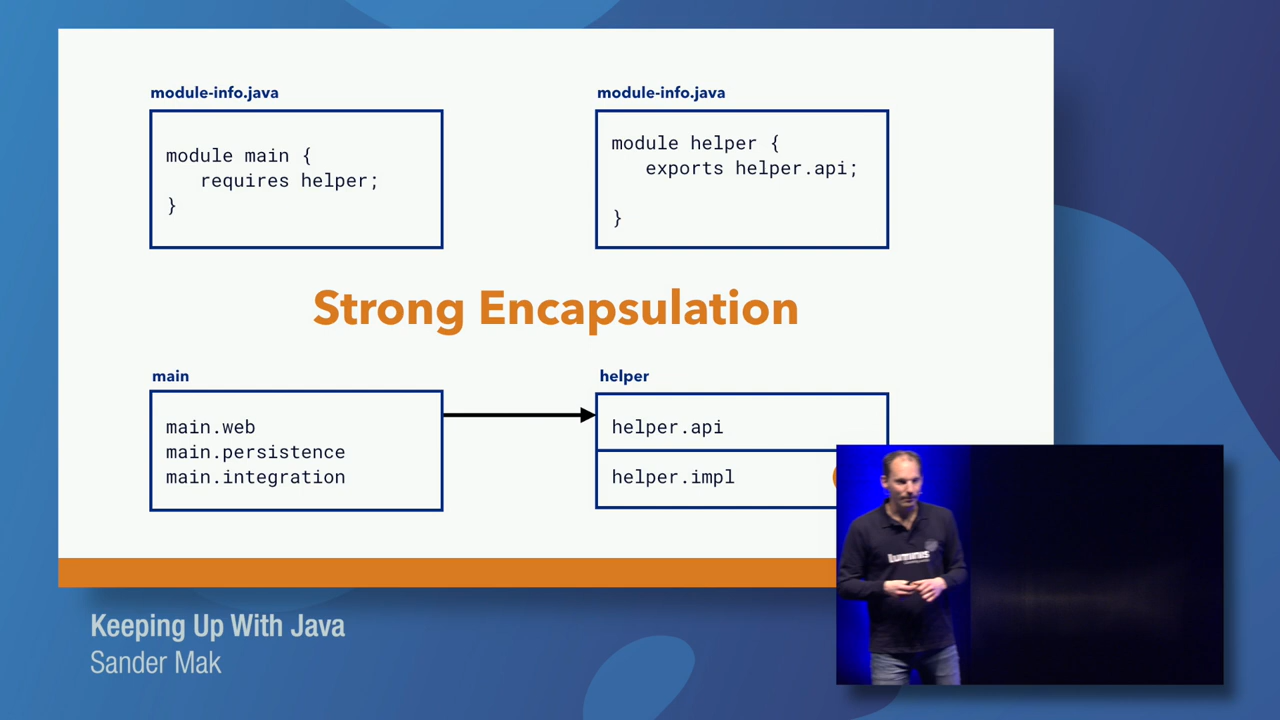 module-info.java
module main {
requires helper;
}
module-info.java
module helper {
exports helper.api;
}
Strong Encapsulation
main
main.web
main.persistence
main.integration
helper
helper.api
helper.impl
Keeping Up With Java
Sander Mak